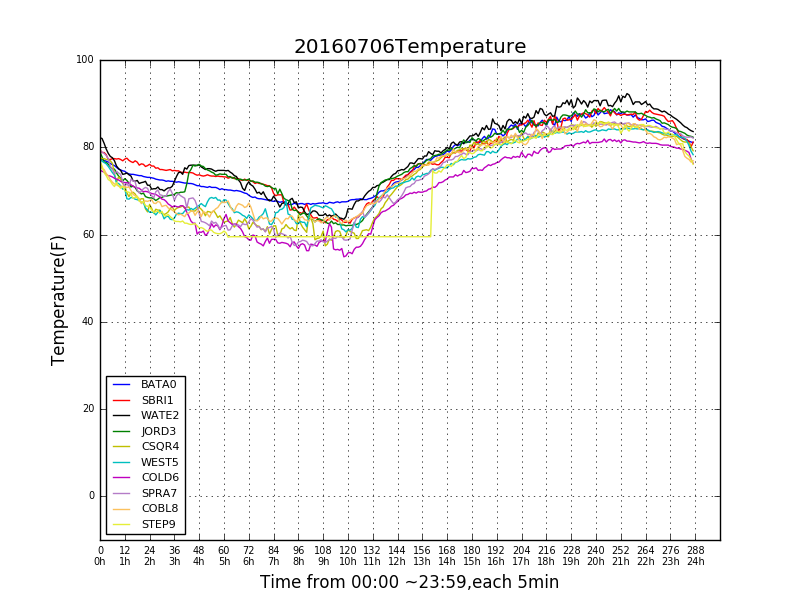 20160706Temperature
100
80
60
40
20
0
Temperature(F)
BATA0
SBRI1
WATE2
JORD3
CSQR4
WEST5
COLD6
SPRA7
COBL8
STEP9
0 12 24 36 48 60 72 84 96 108 120 132 144 156 168 180 192 204 216 228 240 252 264 276 288
0h 1h 2h 3h 4h 5h 6h 7h 8h 9h 10h 11h 12h 13h 14h 15h 16h 17h 18h 19h 20h 21h 22h 23h 24h
Time from 00:00 ~23:59,each 5min